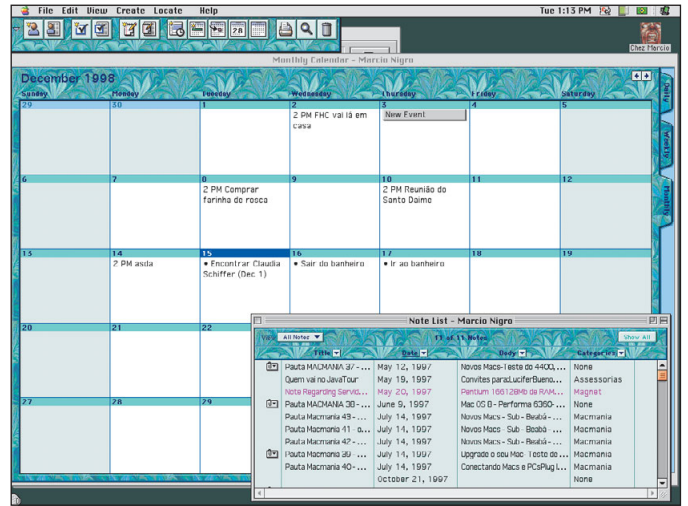 File Edit View Create Locate Help
Tue 1:13 PM
28
Chez Marcio
Monthly Calendar – Marcio Nigro
December 1998
Sunday Monday Tuesday Wednesday Thursday Friday Saturday
Daily
Weekly
Monthly
29 30 1 2 3 4 5
2 PM FHC vai lá em
casa
New Event
6 7 8 9 10 11 12
2 PM Comprar
farinha de rosca
2 PM Reunião do
Santo Daime
13 14 15 16 17 18 19
2 PM asda
• Encontrar Claudia
Schiffer (Dec 1)
• Sair do banheiro
• Ir ao banheiro
20 21 22
27 28 29
Note List – Marcio Nigro
View All Notes 11 of 11 Notes Show All
Title Date Body Categories
Pauta MACMANIA 37 - ... May 12, 1997 Novos Macs-Teste do 4400,... None
Quem vai no JavaTour May 19, 1997 Convites para:LuciferBueno,... Assessorias
Note Regarding Servid... May 20, 1997 Pentium 166128Mb de RAM... Magnet
Pauta MACMANIA 38 - ... June 9, 1997 Mac OS 8 - Performa 6360- ... None
Pauta Macmania 43 - ... July 14, 1997 Novos Macs - Sub - Beabá - ... Macmania
Pauta Macmania 41 - o... July 14, 1997 Novos Macs - Sub - Beabá - ... Macmania
Pauta Macmania 42 - ... July 14, 1997 Novos Macs - Sub - Beabá - ... Macmania
Pauta Macmania 39 - ... July 14, 1997 Upgrade o seu Mac - Teste do ... Macmania
Pauta Macmania 40- ... July 14, 1997 Conectando Macs e PCsPlug I... Macmania
October 21, 1997 None